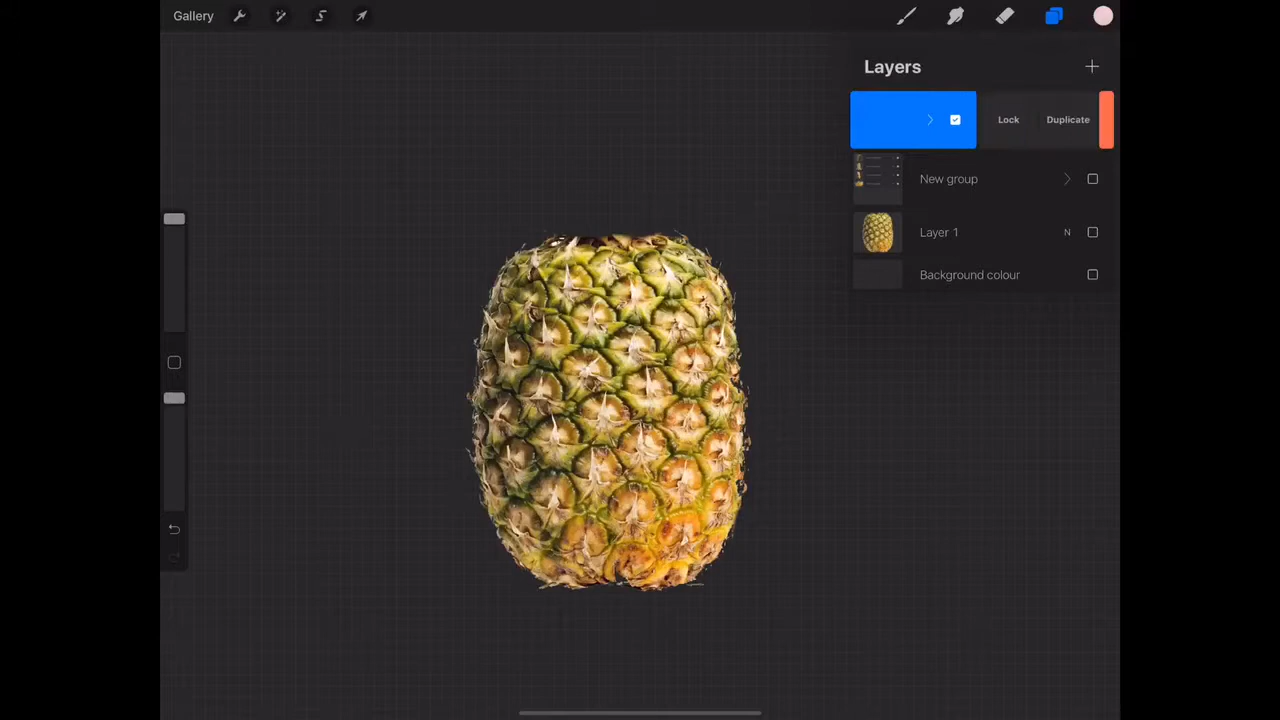 Gallery
Layers
Lock Duplicate
New group
Layer 1 N
Background colour